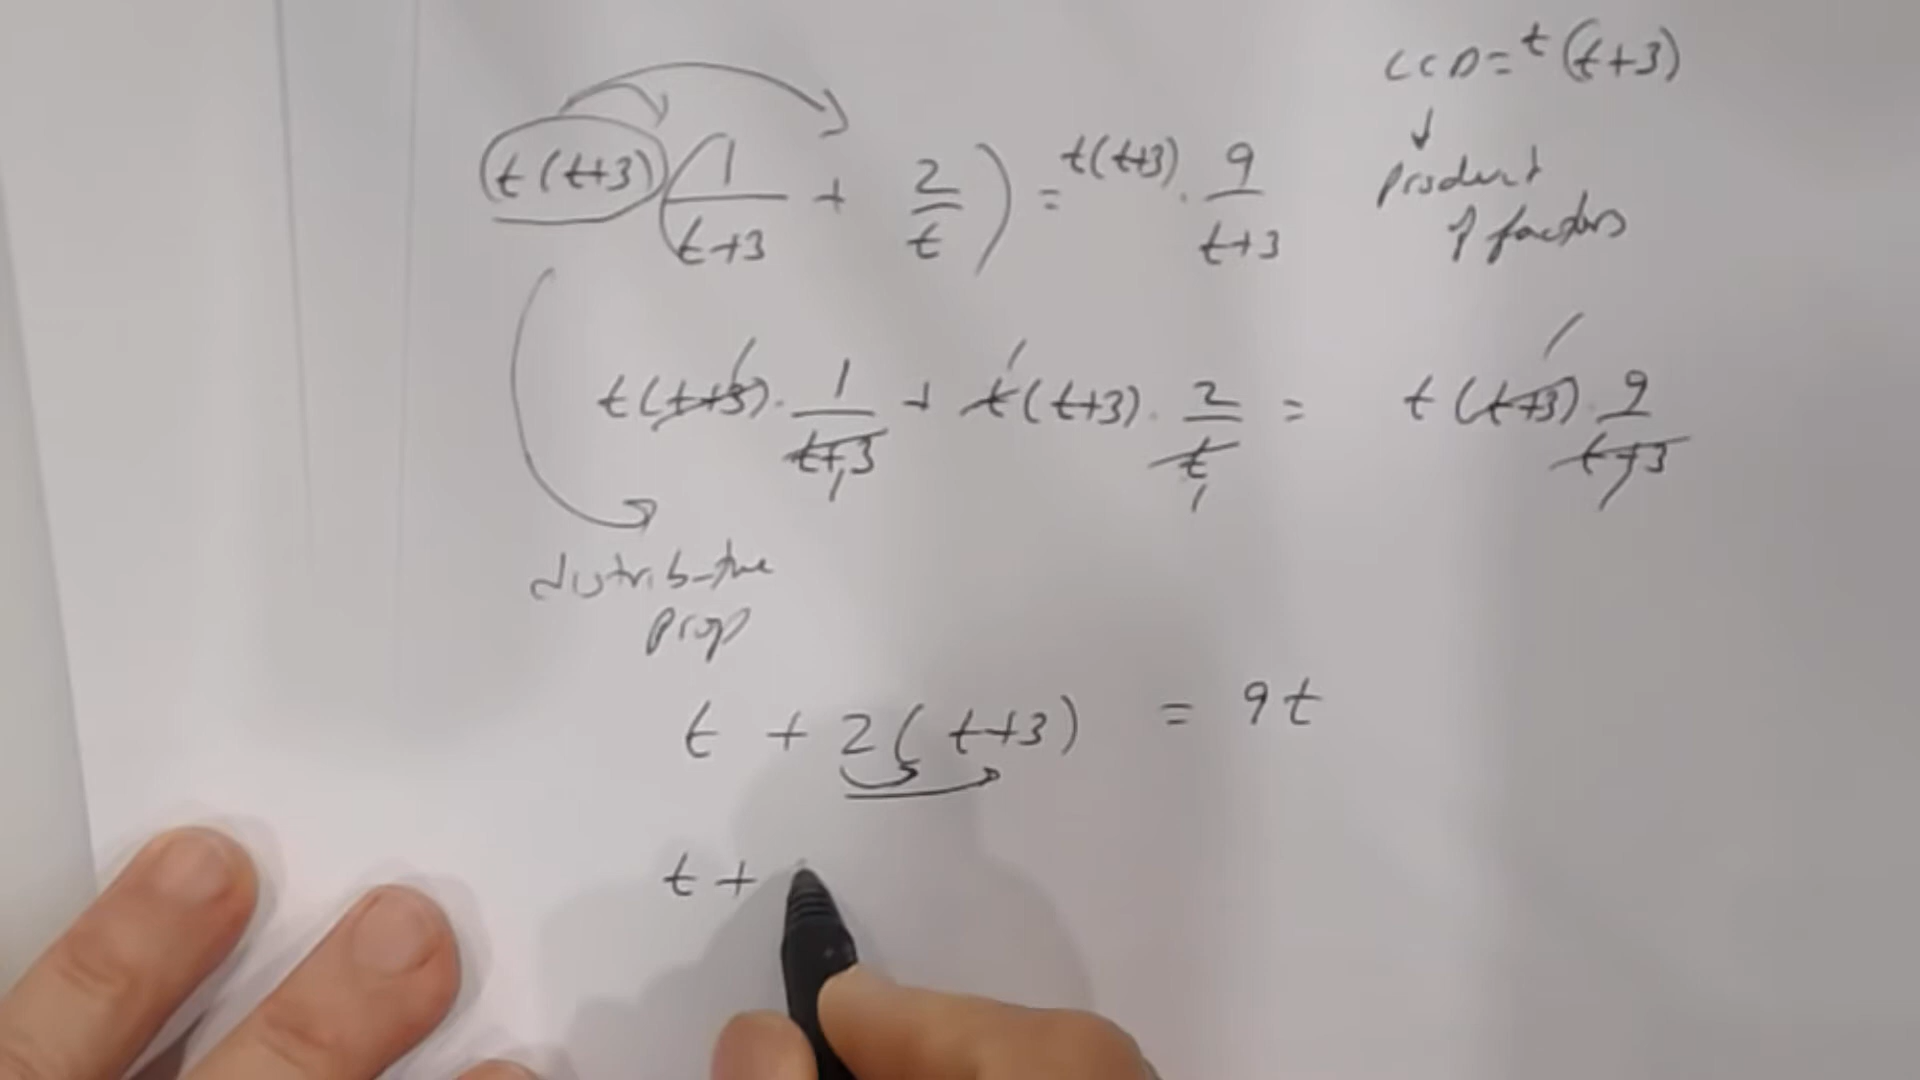 LCD = t(t+3)
t(t+3)(1/(t+3) + 2/t) = t(t+3) · 9/(t+3)
product
of factors
t(t+3) · 1/(t+3) + t(t+3) · 2/t = t(t+3) · 9/(t+3)
distributive
prop
t + 2(t+3) = 9t
t +